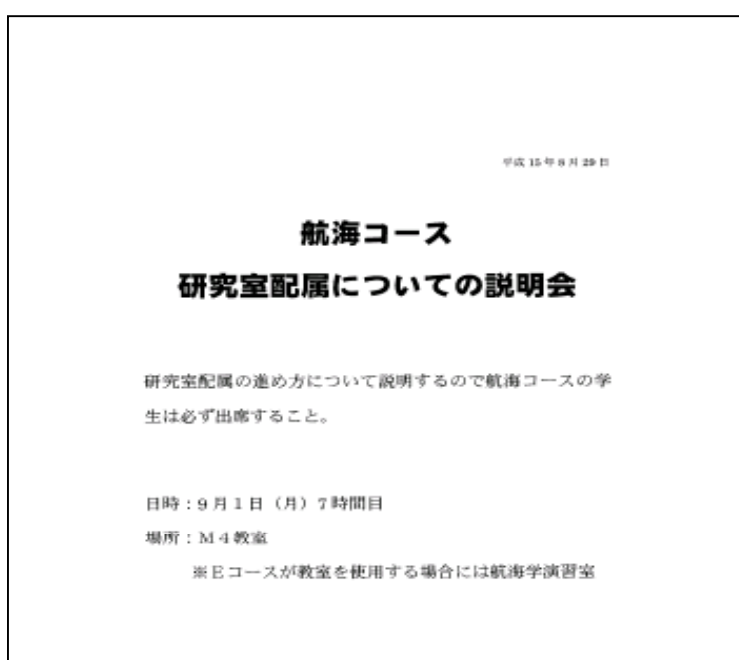 平成 15 年 8 月 29 日
航海コース
研究室配属についての説明会
研究室配属の進め方について説明するので航海コースの学
生は必ず出席すること。
日時：９月１日（月）７時間目
場所：Ｍ４教室
※Ｅコースが教室を使用する場合には航海学演習室